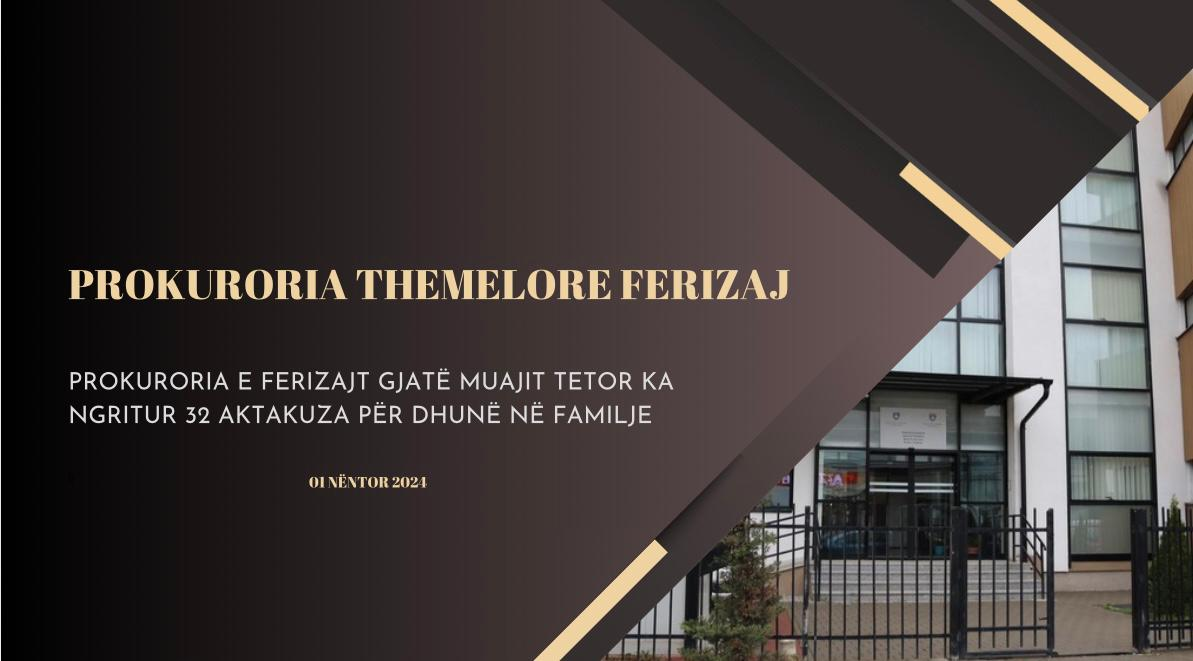 PROKURORIA THEMELORE FERIZAJ
PROKURORIA E FERIZAJT GJATË MUAJIT TETOR KA
NGRITUR 32 AKTAKUZA PËR DHUNË NË FAMILJE
01 NËNTOR 2024